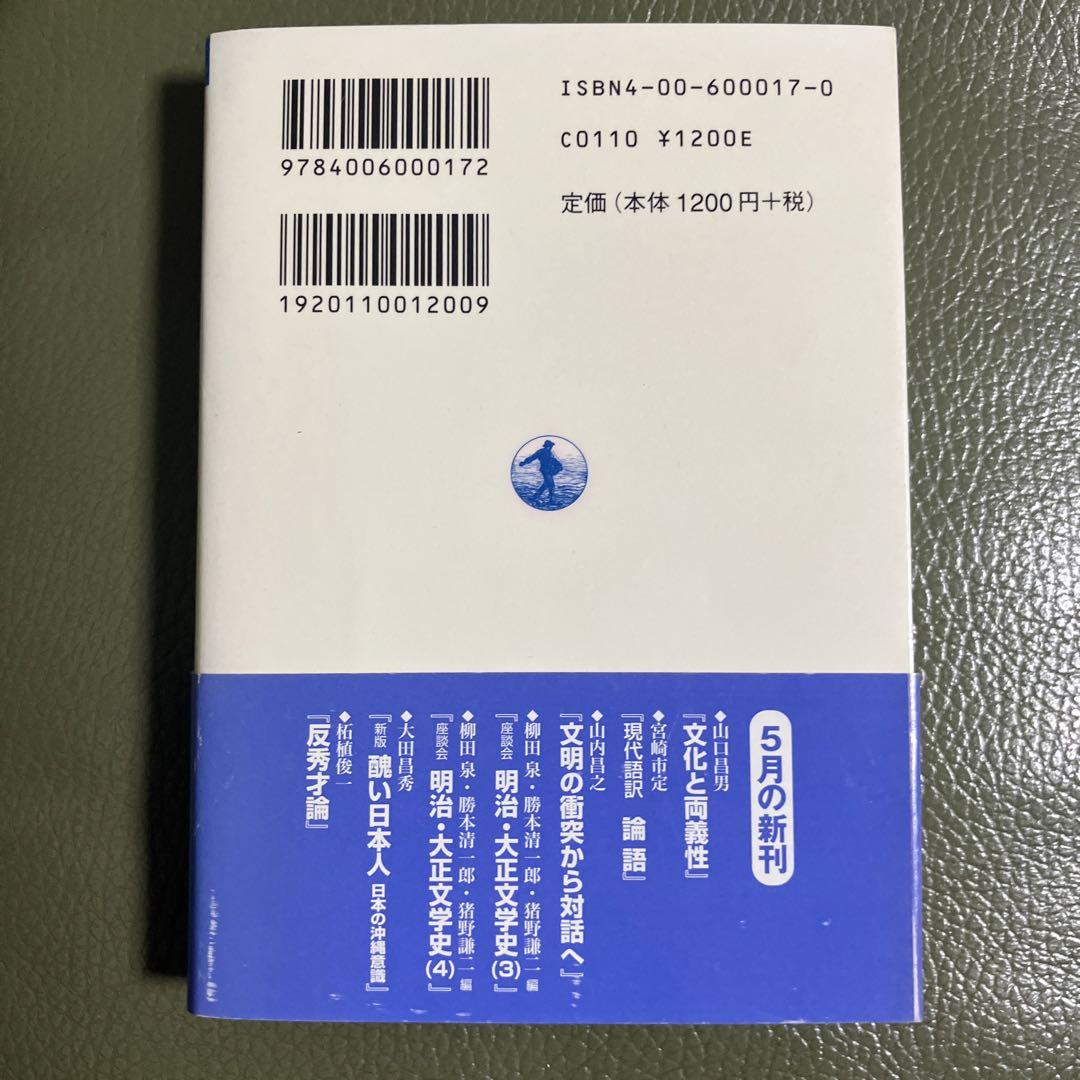 9784006000172
1920110012009
ISBN4-00-600017-0
C0110 ¥1200E
定価(本体1200円+税)
5月の新刊
◆山口昌男
『文化と両義性』
◆宮崎市定
『現代語訳 論語』
◆山内昌之
『文明の衝突から対話へ』
◆柳田 泉・勝本清一郎・猪野謙二 編
『座談会 明治・大正文学史(3)』
◆柳田 泉・勝本清一郎・猪野謙二 編
『座談会 明治・大正文学史(4)』
◆大田昌秀
『新版 醜い日本人 日本の沖縄意識』
◆柘植俊一
『反秀才論』